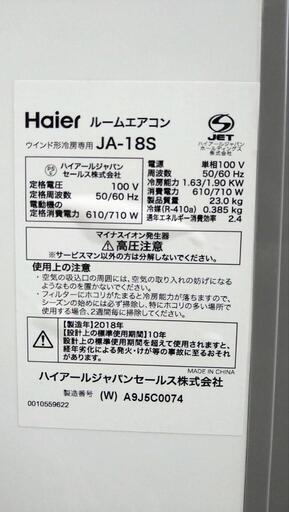 Haier ルームエアコン
ウインド形冷房専用 JA-18S
JET
ハイアールジャパン
ホールディングス
株式会社
PS
E
ハイアールジャパン
セールス株式会社
定格電圧 100 V
定格周波数 50/60 Hz
電動機の
定格消費電力 610/710 W
電源 単相100 V
周波数 50/60 Hz
冷房能力 1.63/1.90 KW
消費電力 610/710 W
製品質量 23.0 kg
冷媒(R-410a) 0.385 kg
通年エネルギー消費効率 2.4
マイナスイオン発生器
⚠高圧注意
※サービスマン以外の方は分解しないでください。
使用上の注意
・空気の吸込口の周囲には、空気の取り入れの妨げになる
ようなものを置かないでください。
・フィルターにホコリがたまると冷房能力が落ちますので、
シーズンの始めと終り、さらに特にホコリの多い場所で
使用する場合、2週間毎に掃除してください。
【製造年】2018年
【設計上の標準使用期間】10年
設計上の標準使用期間を超えて使用されますと、
経年劣化による発火・けが等の事故に至るおそれ
があります。
ハイアールジャパンセールス株式会社
MADE IN CHINA
製造番号 (W) A9J5C0074
0010559622